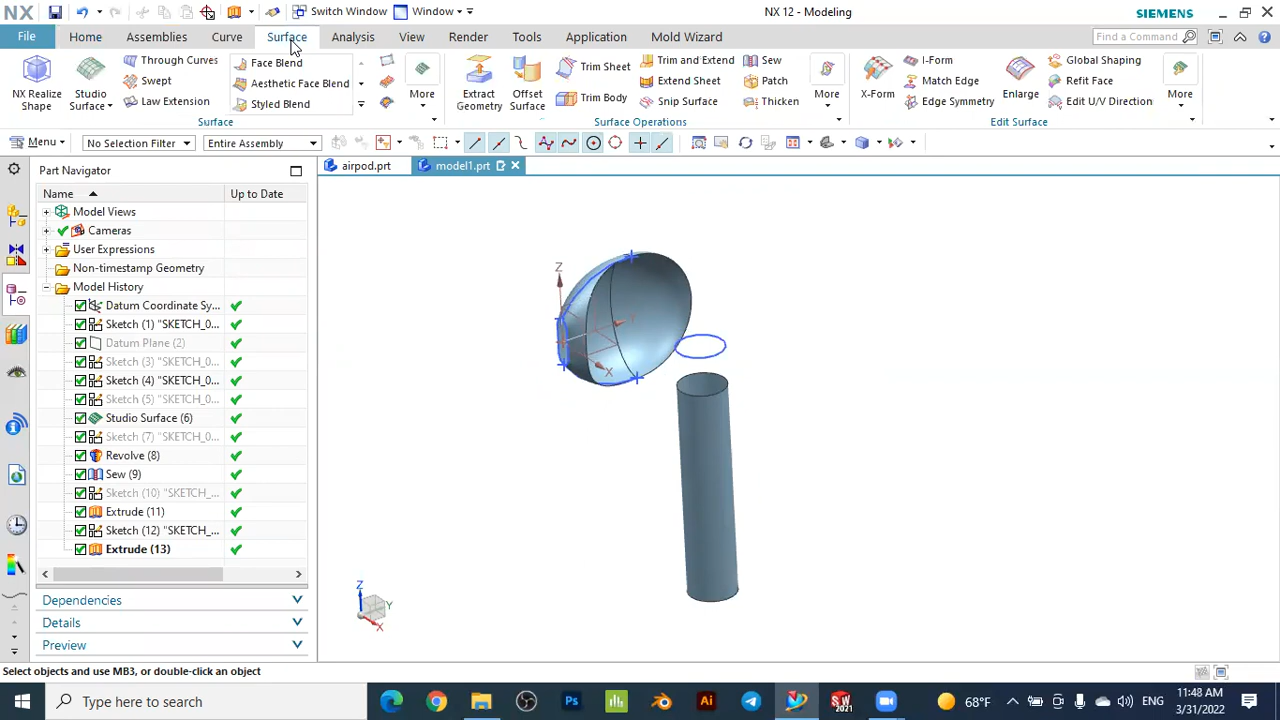 NX
Switch Window
Window
NX 12 - Modeling
SIEMENS
File
Home
Assemblies
Curve
Surface
Analysis
View
Render
Tools
Application
Mold Wizard
Find a Command
NX Realize Shape
Studio Surface
Through Curves
Swept
Law Extension
Face Blend
Aesthetic Face Blend
Styled Blend
More
Surface
Extract Geometry
Offset Surface
Trim Sheet
Trim Body
Trim and Extend
Extend Sheet
Snip Surface
Sew
Patch
Thicken
More
Surface Operations
X-Form
I-Form
Match Edge
Edge Symmetry
Enlarge
Global Shaping
Refit Face
Edit U/V Direction
More
Edit Surface
Menu
No Selection Filter
Entire Assembly
Part Navigator
airpod.prt
model1.prt
Name
Up to Date
Model Views
Cameras
User Expressions
Non-timestamp Geometry
Model History
Datum Coordinate Sy...
Sketch (1) "SKETCH_0...
Datum Plane (2)
Sketch (3) "SKETCH_0...
Sketch (4) "SKETCH_0...
Sketch (5) "SKETCH_0...
Studio Surface (6)
Sketch (7) "SKETCH_0...
Revolve (8)
Sew (9)
Sketch (10) "SKETCH_...
Extrude (11)
Sketch (12) "SKETCH_...
Extrude (13)
Dependencies
Details
Preview
Z
X
Z
Y
X
Select objects and use MB3, or double-click an object
Type here to search
Ps
Ai
SW
2021
68°F
ENG
11:48 AM
3/31/2022